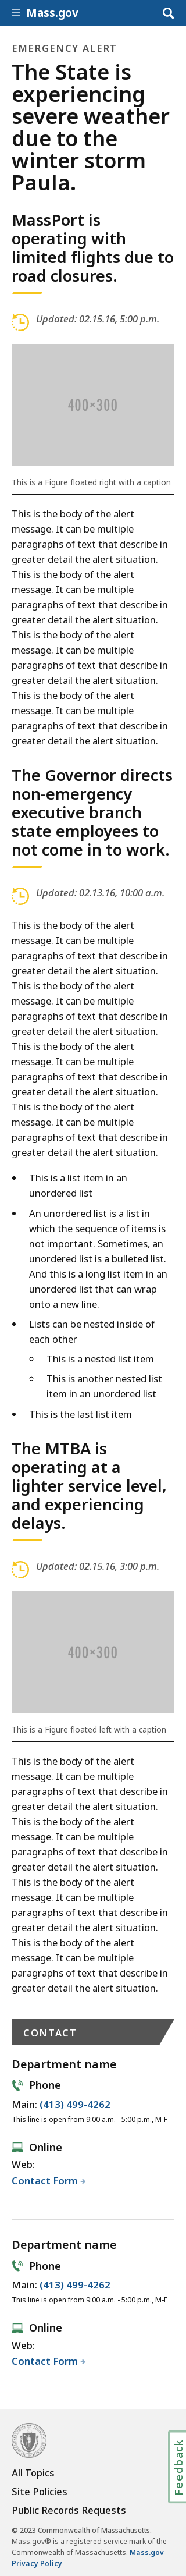 Mass.gov
EMERGENCY ALERT
The State is
experiencing
severe weather
due to the
winter storm
Paula.
MassPort is
operating with
limited flights due to
road closures.
Updated: 02.15.16, 5:00 p.m.
400×300
This is a Figure floated right with a caption
This is the body of the alert
message. It can be multiple
paragraphs of text that describe in
greater detail the alert situation.
This is the body of the alert
message. It can be multiple
paragraphs of text that describe in
greater detail the alert situation.
This is the body of the alert
message. It can be multiple
paragraphs of text that describe in
greater detail the alert situation.
This is the body of the alert
message. It can be multiple
paragraphs of text that describe in
greater detail the alert situation.
The Governor directs
non-emergency
executive branch
state employees to
not come in to work.
Updated: 02.13.16, 10:00 a.m.
This is the body of the alert
message. It can be multiple
paragraphs of text that describe in
greater detail the alert situation.
This is the body of the alert
message. It can be multiple
paragraphs of text that describe in
greater detail the alert situation.
This is the body of the alert
message. It can be multiple
paragraphs of text that describe in
greater detail the alert situation.
This is the body of the alert
message. It can be multiple
paragraphs of text that describe in
greater detail the alert situation.
• This is a list item in an
unordered list
• An unordered list is a list in
which the sequence of items is
not important. Sometimes, an
unordered list is a bulleted list.
And this is a long list item in an
unordered list that can wrap
onto a new line.
• Lists can be nested inside of
each other
○ This is a nested list item
○ This is another nested list
item in an unordered list
• This is the last list item
The MTBA is
operating at a
lighter service level,
and experiencing
delays.
Updated: 02.15.16, 3:00 p.m.
400×300
This is a Figure floated left with a caption
This is the body of the alert
message. It can be multiple
paragraphs of text that describe in
greater detail the alert situation.
This is the body of the alert
message. It can be multiple
paragraphs of text that describe in
greater detail the alert situation.
This is the body of the alert
message. It can be multiple
paragraphs of text that describe in
greater detail the alert situation.
This is the body of the alert
message. It can be multiple
paragraphs of text that describe in
greater detail the alert situation.
CONTACT
Department name
Phone
Main: (413) 499-4262
This line is open from 9:00 a.m. - 5:00 p.m., M-F
Online
Web:
Contact Form
Department name
Phone
Main: (413) 499-4262
This line is open from 9:00 a.m. - 5:00 p.m., M-F
Online
Web:
Contact Form
Feedback
All Topics
Site Policies
Public Records Requests
© 2023 Commonwealth of Massachusetts.
Mass.gov® is a registered service mark of the
Commonwealth of Massachusetts. Mass.gov
Privacy Policy